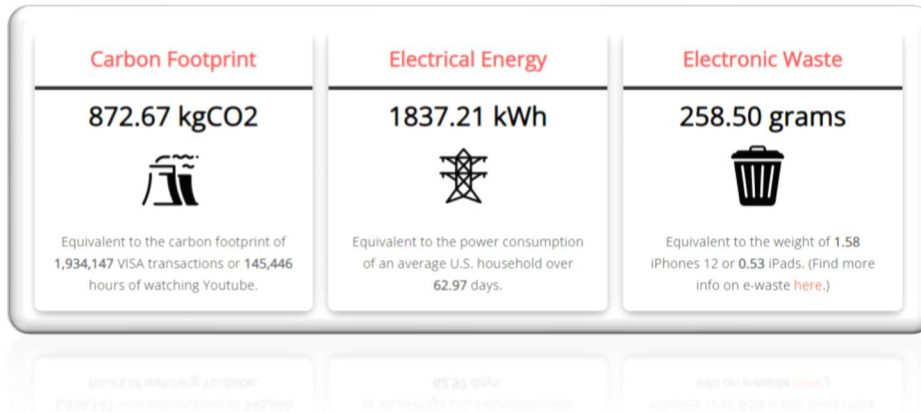 Carbon Footprint
872.67 kgCO2
Equivalent to the carbon footprint of
1,934,147 VISA transactions or 145,446
hours of watching Youtube.
Electrical Energy
1837.21 kWh
Equivalent to the power consumption
of an average U.S. household over
62.97 days.
Electronic Waste
258.50 grams
Equivalent to the weight of 1.58
iPhones 12 or 0.53 iPads. (Find more
info on e-waste here.)